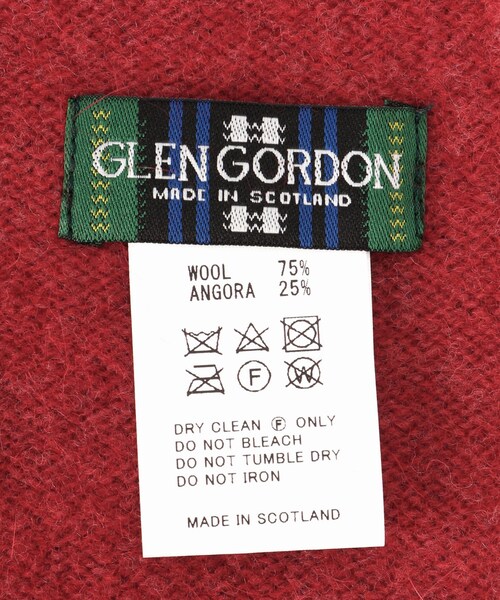 GLEN GORDON
MADE IN SCOTLAND
WOOL 75%
ANGORA 25%
F W
DRY CLEAN Ⓕ ONLY
DO NOT BLEACH
DO NOT TUMBLE DRY
DO NOT IRON
MADE IN SCOTLAND